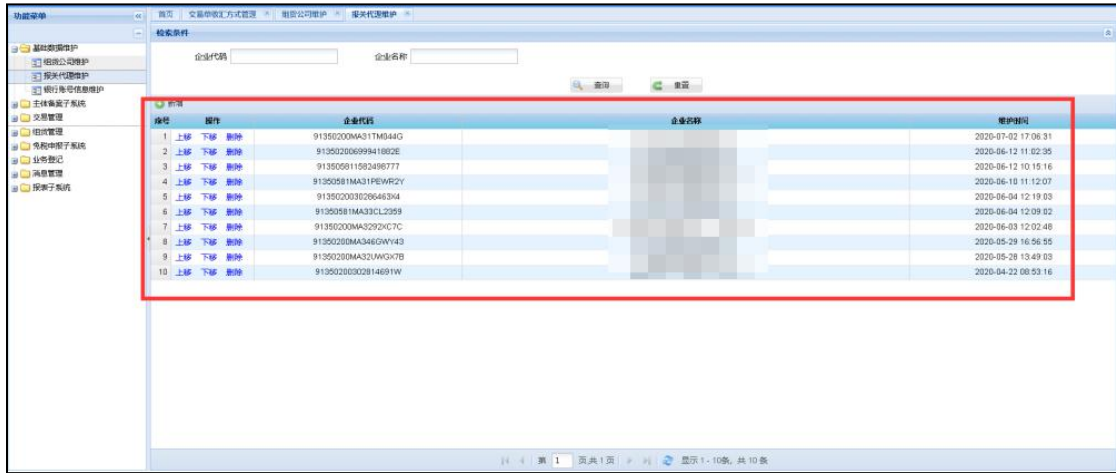 功能菜单
首页 交易单收汇方式管理 组货公司维护 报关代理维护
检索条件
基础数据维护
组货公司维护
报关代理维护
银行账号信息维护
主体备案子系统
交易管理
组货管理
免税申报子系统
业务登记
消息管理
报表子系统
企业代码 企业名称
查询 重置
新增
序号 操作 企业代码 企业名称 维护时间
1 上移 下移 删除 91350200MA31TM044G 2020-07-02 17:06:31
2 上移 下移 删除 91350200699941882E 2020-06-12 11:02:35
3 上移 下移 删除 913505811582498777 2020-06-12 10:15:16
4 上移 下移 删除 91350581MA31PEWR2Y 2020-06-10 11:12:07
5 上移 下移 删除 9135020030286463X4 2020-06-04 12:19:03
6 上移 下移 删除 91350581MA33CL2359 2020-06-04 12:09:02
7 上移 下移 删除 91350200MA3292XC7C 2020-06-03 12:02:48
8 上移 下移 删除 91350200MA346GWY43 2020-05-29 16:56:55
9 上移 下移 删除 91350200MA32UWGX7B 2020-05-28 13:49:03
10 上移 下移 删除 91350200302814691W 2020-04-22 08:53:16
第 1 页,共 1 页 显示 1 - 10条, 共 10 条